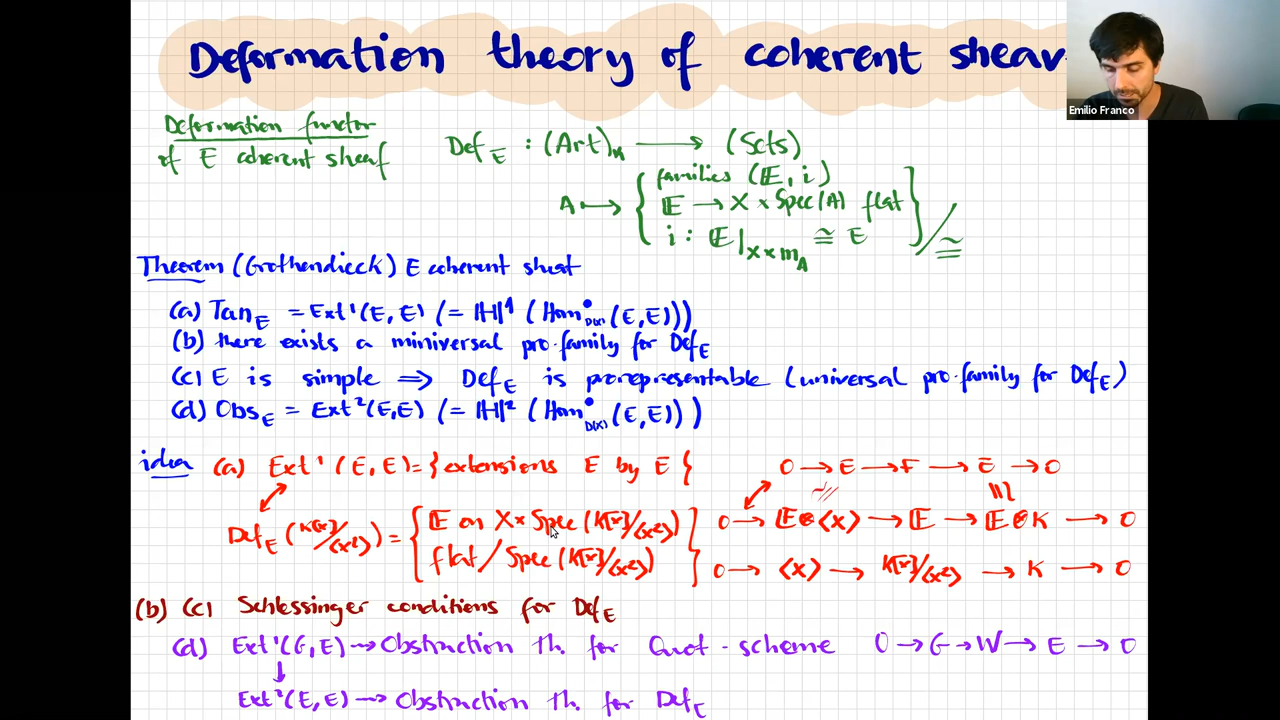 Deformation theory of coherent sheav
Emilio Franco
Deformation functor
of E coherent sheaf
Def_E : (Art)_K → (Sets)
A ↦ { families (𝔼, i)
𝔼 → X × Spec(A) flat
i : 𝔼|_{X×m_A} ≅ E } / ≅
Theorem (Grothendieck) E coherent sheaf
(a) Tan_E = Ext¹(E, E) (= ℍ¹ (Hom•_{D(X)}(E,E)))
(b) there exists a miniversal pro-family for Def_E
(c) E is simple ⟹ Def_E is prorepresentable (universal pro-family for Def_E)
(d) Obs_E = Ext²(E,E) (= ℍ² (Hom•_{D(X)}(E,E)))
idea (a) Ext¹(E,E) = {extensions E by E} 0 → E → F → E → 0
Def_E (K[x]/<x²>) = { 𝔼 on X × Spec(K[x]/<x²>) 0 → 𝔼⊗<x> → 𝔼 → 𝔼⊗K → 0
flat / Spec(K[x]/<x²>) } 0 → <x> → K[x]/<x²> → K → 0
(b) (c) Schlessinger conditions for Def_E
(d) Ext¹(G,E) ⇝ Obstruction Th. for Quot-scheme 0 → G → W → E → 0
↓
Ext²(E,E) ⇝ Obstruction Th. for Def_E